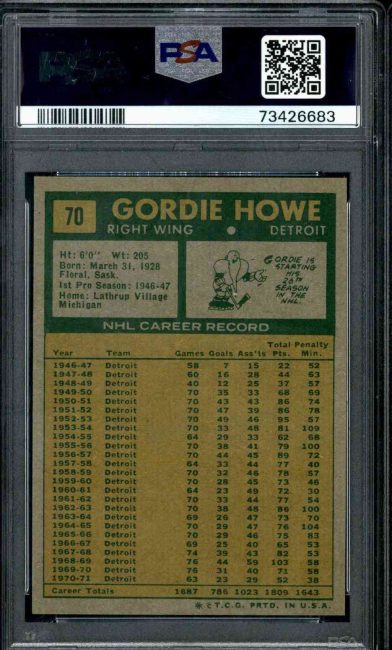 PSA
73426683
70 GORDIE HOWE
RIGHT WING • DETROIT
Ht: 6'0" Wt: 205
Born: March 31, 1928
Floral, Sask.
1st Pro Season: 1946-47
Home: Lathrup Village
Michigan
GORDIE IS
STARTING
HIS
26TH
SEASON
IN THE
NHL.
NHL CAREER RECORD
Total Penalty
Year Team Games Goals Ass'ts Pts. Min.
1946-47 Detroit 58 7 15 22 52
1947-48 Detroit 60 16 28 44 63
1948-49 Detroit 40 12 25 37 57
1949-50 Detroit 70 35 33 68 69
1950-51 Detroit 70 43 43 86 74
1951-52 Detroit 70 47 39 86 78
1952-53 Detroit 70 49 46 95 57
1953-54 Detroit 70 33 48 81 109
1954-55 Detroit 64 29 33 62 68
1955-56 Detroit 70 38 41 79 100
1956-57 Detroit 70 44 45 89 72
1957-58 Detroit 64 33 44 77 40
1958-59 Detroit 70 32 46 78 57
1959-60 Detroit 70 28 45 73 46
1960-61 Detroit 64 23 49 72 30
1961-62 Detroit 70 33 44 77 54
1962-63 Detroit 70 38 48 86 100
1963-64 Detroit 69 26 47 73 70
1964-65 Detroit 70 29 47 76 104
1965-66 Detroit 70 29 46 75 83
1966-67 Detroit 69 25 40 65 53
1967-68 Detroit 74 39 43 82 53
1968-69 Detroit 76 44 59 103 58
1969-70 Detroit 76 31 40 71 58
1970-71 Detroit 63 23 29 52 38
Career Totals 1687 786 1023 1809 1643
* © T.C.G. PRTD. IN U.S.A.